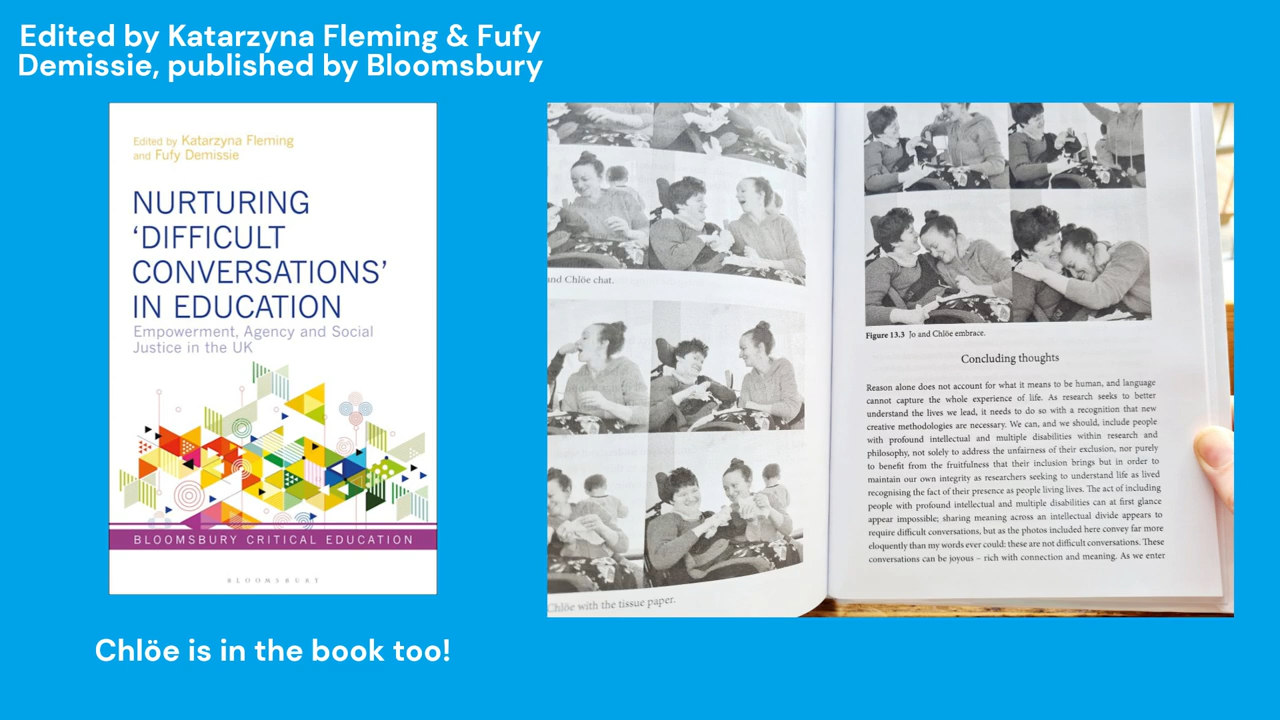 Edited by Katarzyna Fleming & Fufy
Demissie, published by Bloomsbury
Edited by Katarzyna Fleming
and Fufy Demissie
NURTURING
‘DIFFICULT
CONVERSATIONS’
IN EDUCATION
Empowerment, Agency and Social
Justice in the UK
BLOOMSBURY CRITICAL EDUCATION
BLOOMSBURY
Chlöe is in the book too!
and Chlöe chat.
Chlöe with the tissue paper.
Figure 13.3 Jo and Chlöe embrace.
Concluding thoughts
Reason alone does not account for what it means to be human, and language
cannot capture the whole experience of life. As research seeks to better
understand the lives we lead, it needs to do so with a recognition that new
creative methodologies are necessary. We can, and we should, include people
with profound intellectual and multiple disabilities within research and
philosophy, not solely to address the unfairness of their exclusion, nor purely
to benefit from the fruitfulness that their inclusion brings but in order to
maintain our own integrity as researchers seeking to understand life as lived
recognising the fact of their presence as people living lives. The act of including
people with profound intellectual and multiple disabilities can at first glance
appear impossible; sharing meaning across an intellectual divide appears to
require difficult conversations, but as the photos included here convey far more
eloquently than my words ever could: these are not difficult conversations. These
conversations can be joyous – rich with connection and meaning. As we enter